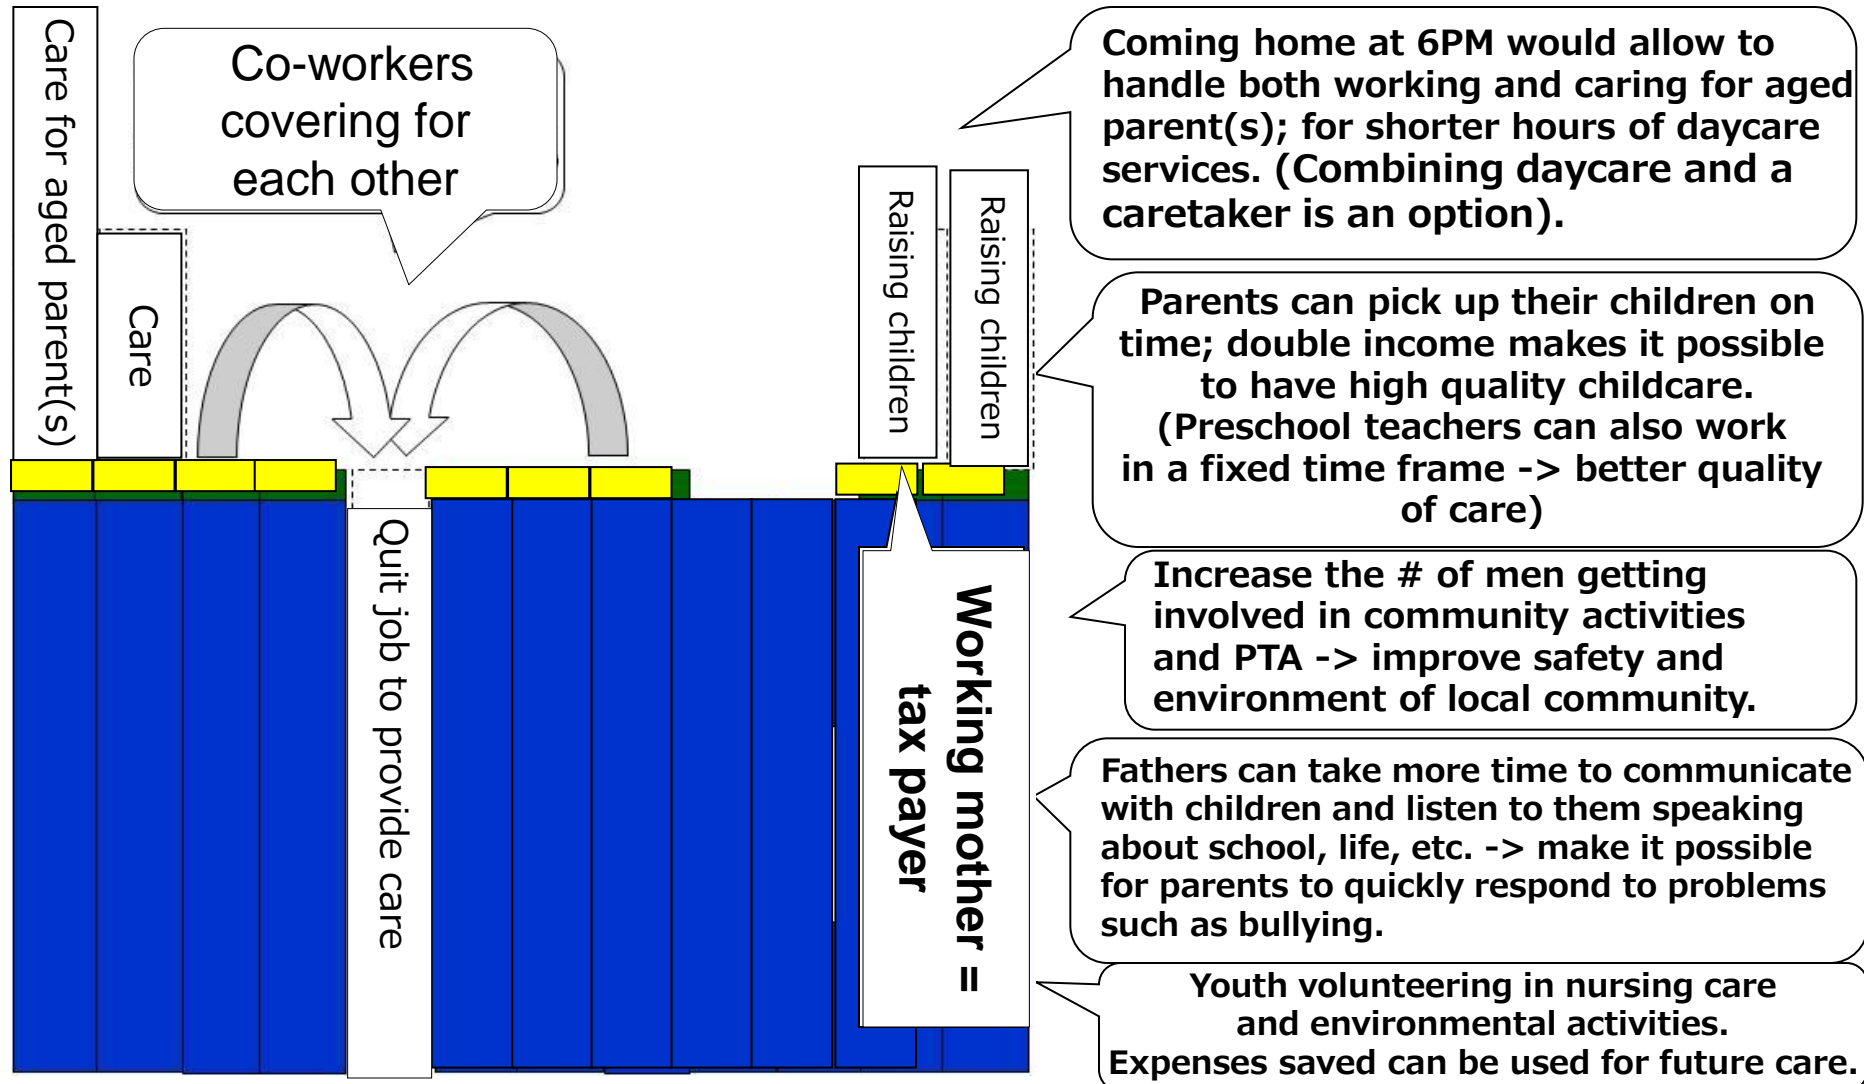 Care for aged parent(s)
Care
Co-workers
covering for
each other
Quit job to provide care
Raising children
Raising children
Working mother =
tax payer
Coming home at 6PM would allow to
handle both working and caring for aged
parent(s); for shorter hours of daycare
services. (Combining daycare and a
caretaker is an option).
Parents can pick up their children on
time; double income makes it possible
to have high quality childcare.
(Preschool teachers can also work
in a fixed time frame -> better quality
of care)
Increase the # of men getting
involved in community activities
and PTA -> improve safety and
environment of local community.
Fathers can take more time to communicate
with children and listen to them speaking
about school, life, etc. -> make it possible
for parents to quickly respond to problems
such as bullying.
Youth volunteering in nursing care
and environmental activities.
Expenses saved can be used for future care.